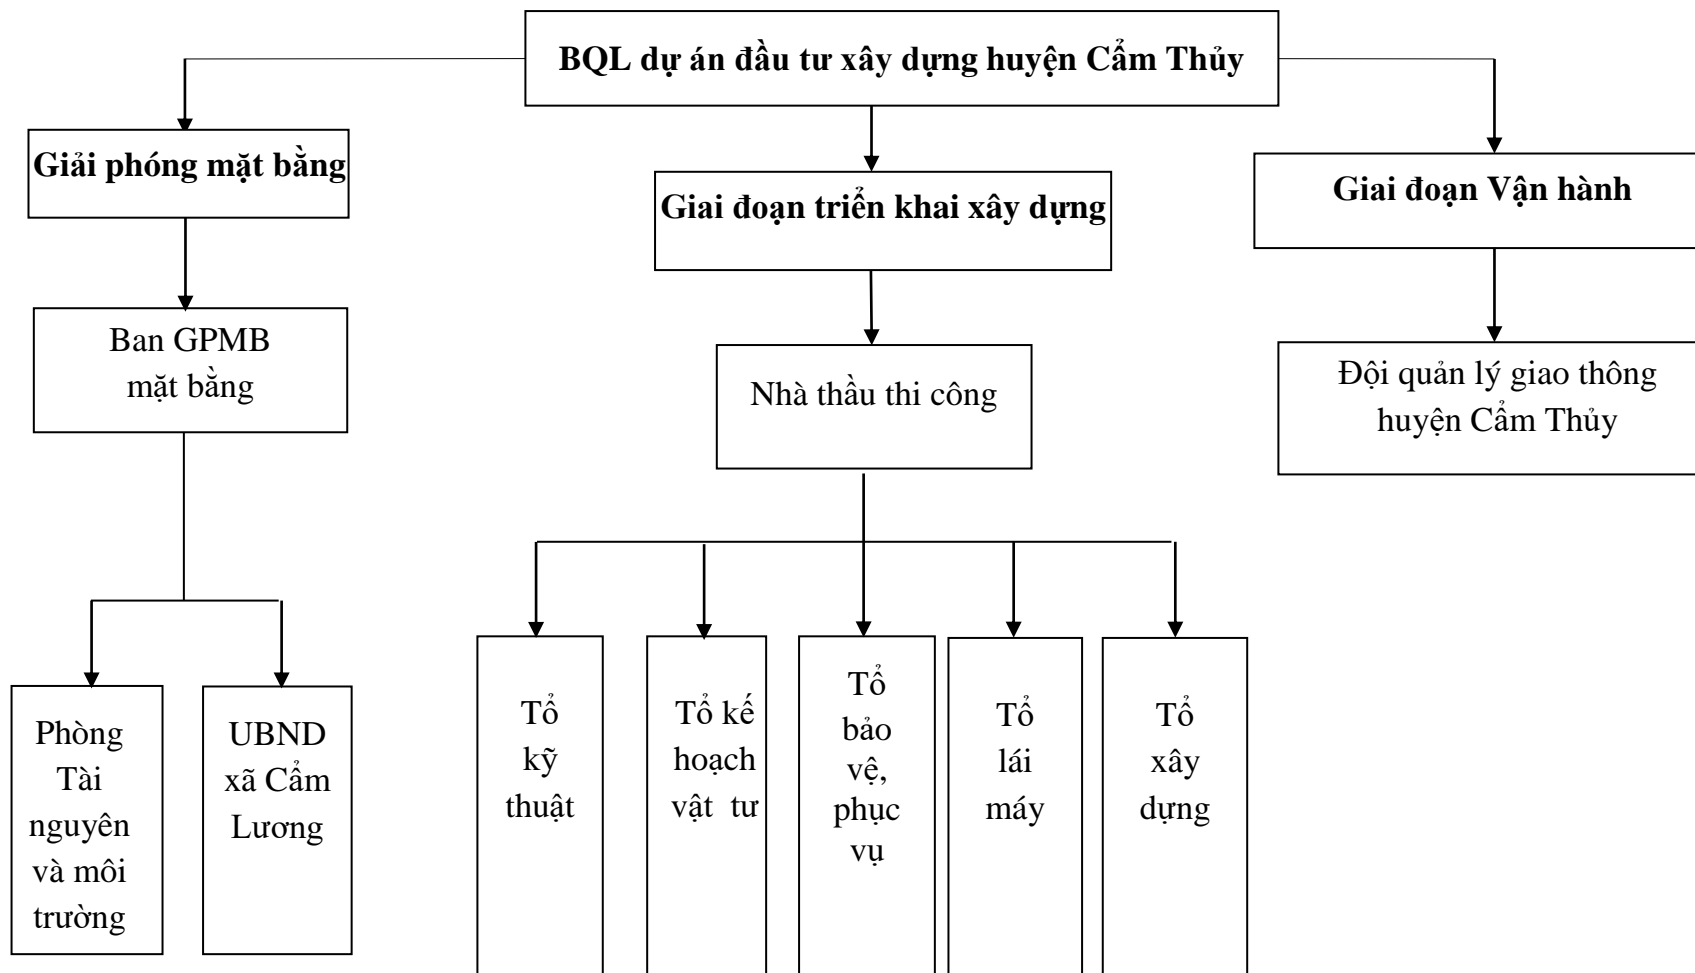 BQL dự án đầu tư xây dựng huyện Cẩm Thủy
Giải phóng mặt bằng
Giai đoạn triển khai xây dựng
Giai đoạn Vận hành
Ban GPMB
mặt bằng
Nhà thầu thi công
Đội quản lý giao thông
huyện Cẩm Thủy
Phòng
Tài
nguyên
và môi
trường
UBND
xã Cẩm
Lương
Tổ
kỹ
thuật
Tổ kế
hoạch
vật tư
Tổ
bảo
vệ,
phục
vụ
Tổ
lái
máy
Tổ
xây
dựng